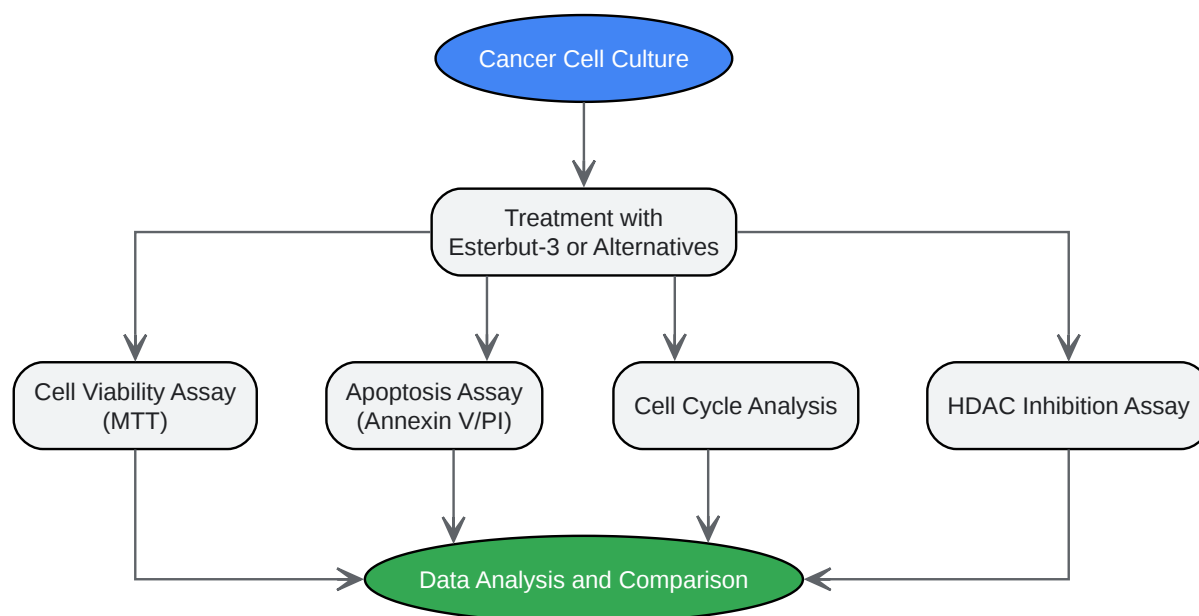 Cancer Cell Culture
Treatment with
Esterbut-3 or Alternatives
Cell Viability Assay
(MTT)
Apoptosis Assay
(Annexin V/PI)
Cell Cycle Analysis
HDAC Inhibition Assay
Data Analysis and Comparison